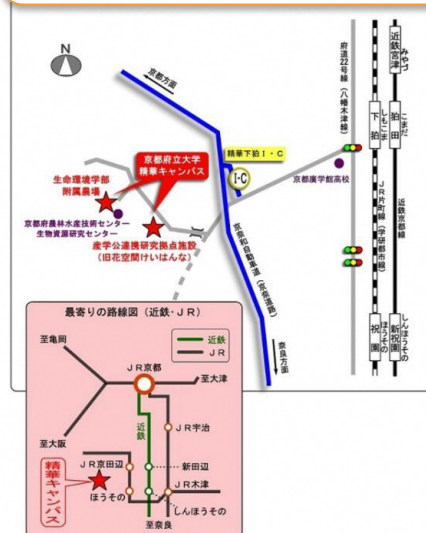 N
京都方面
府道22号線(八幡木津線)
近鉄宮津
みやづ
下狛
しもこま
狛田
こまだ
京都府立大学
精華キャンパス
精華下狛I・C
I・C
京都廣学館高校
生命環境学部
附属農場
京都府農林水産技術センター
生物資源研究センター
産学公連携研究拠点施設
(旧花空間けいはんな)
京奈和自動車道(京奈道路)
JR片町線(学研都市線)
近鉄京都線
奈良方面
祝園
ほうその
新祝園
しんほうその
最寄りの路線図(近鉄・JR)
近鉄
JR
至亀岡
JR京都
至大津
至大阪
近鉄
JR宇治
JR京田辺
新田辺
精華キャンパス
ほうその
JR木津
しんほうその
至奈良